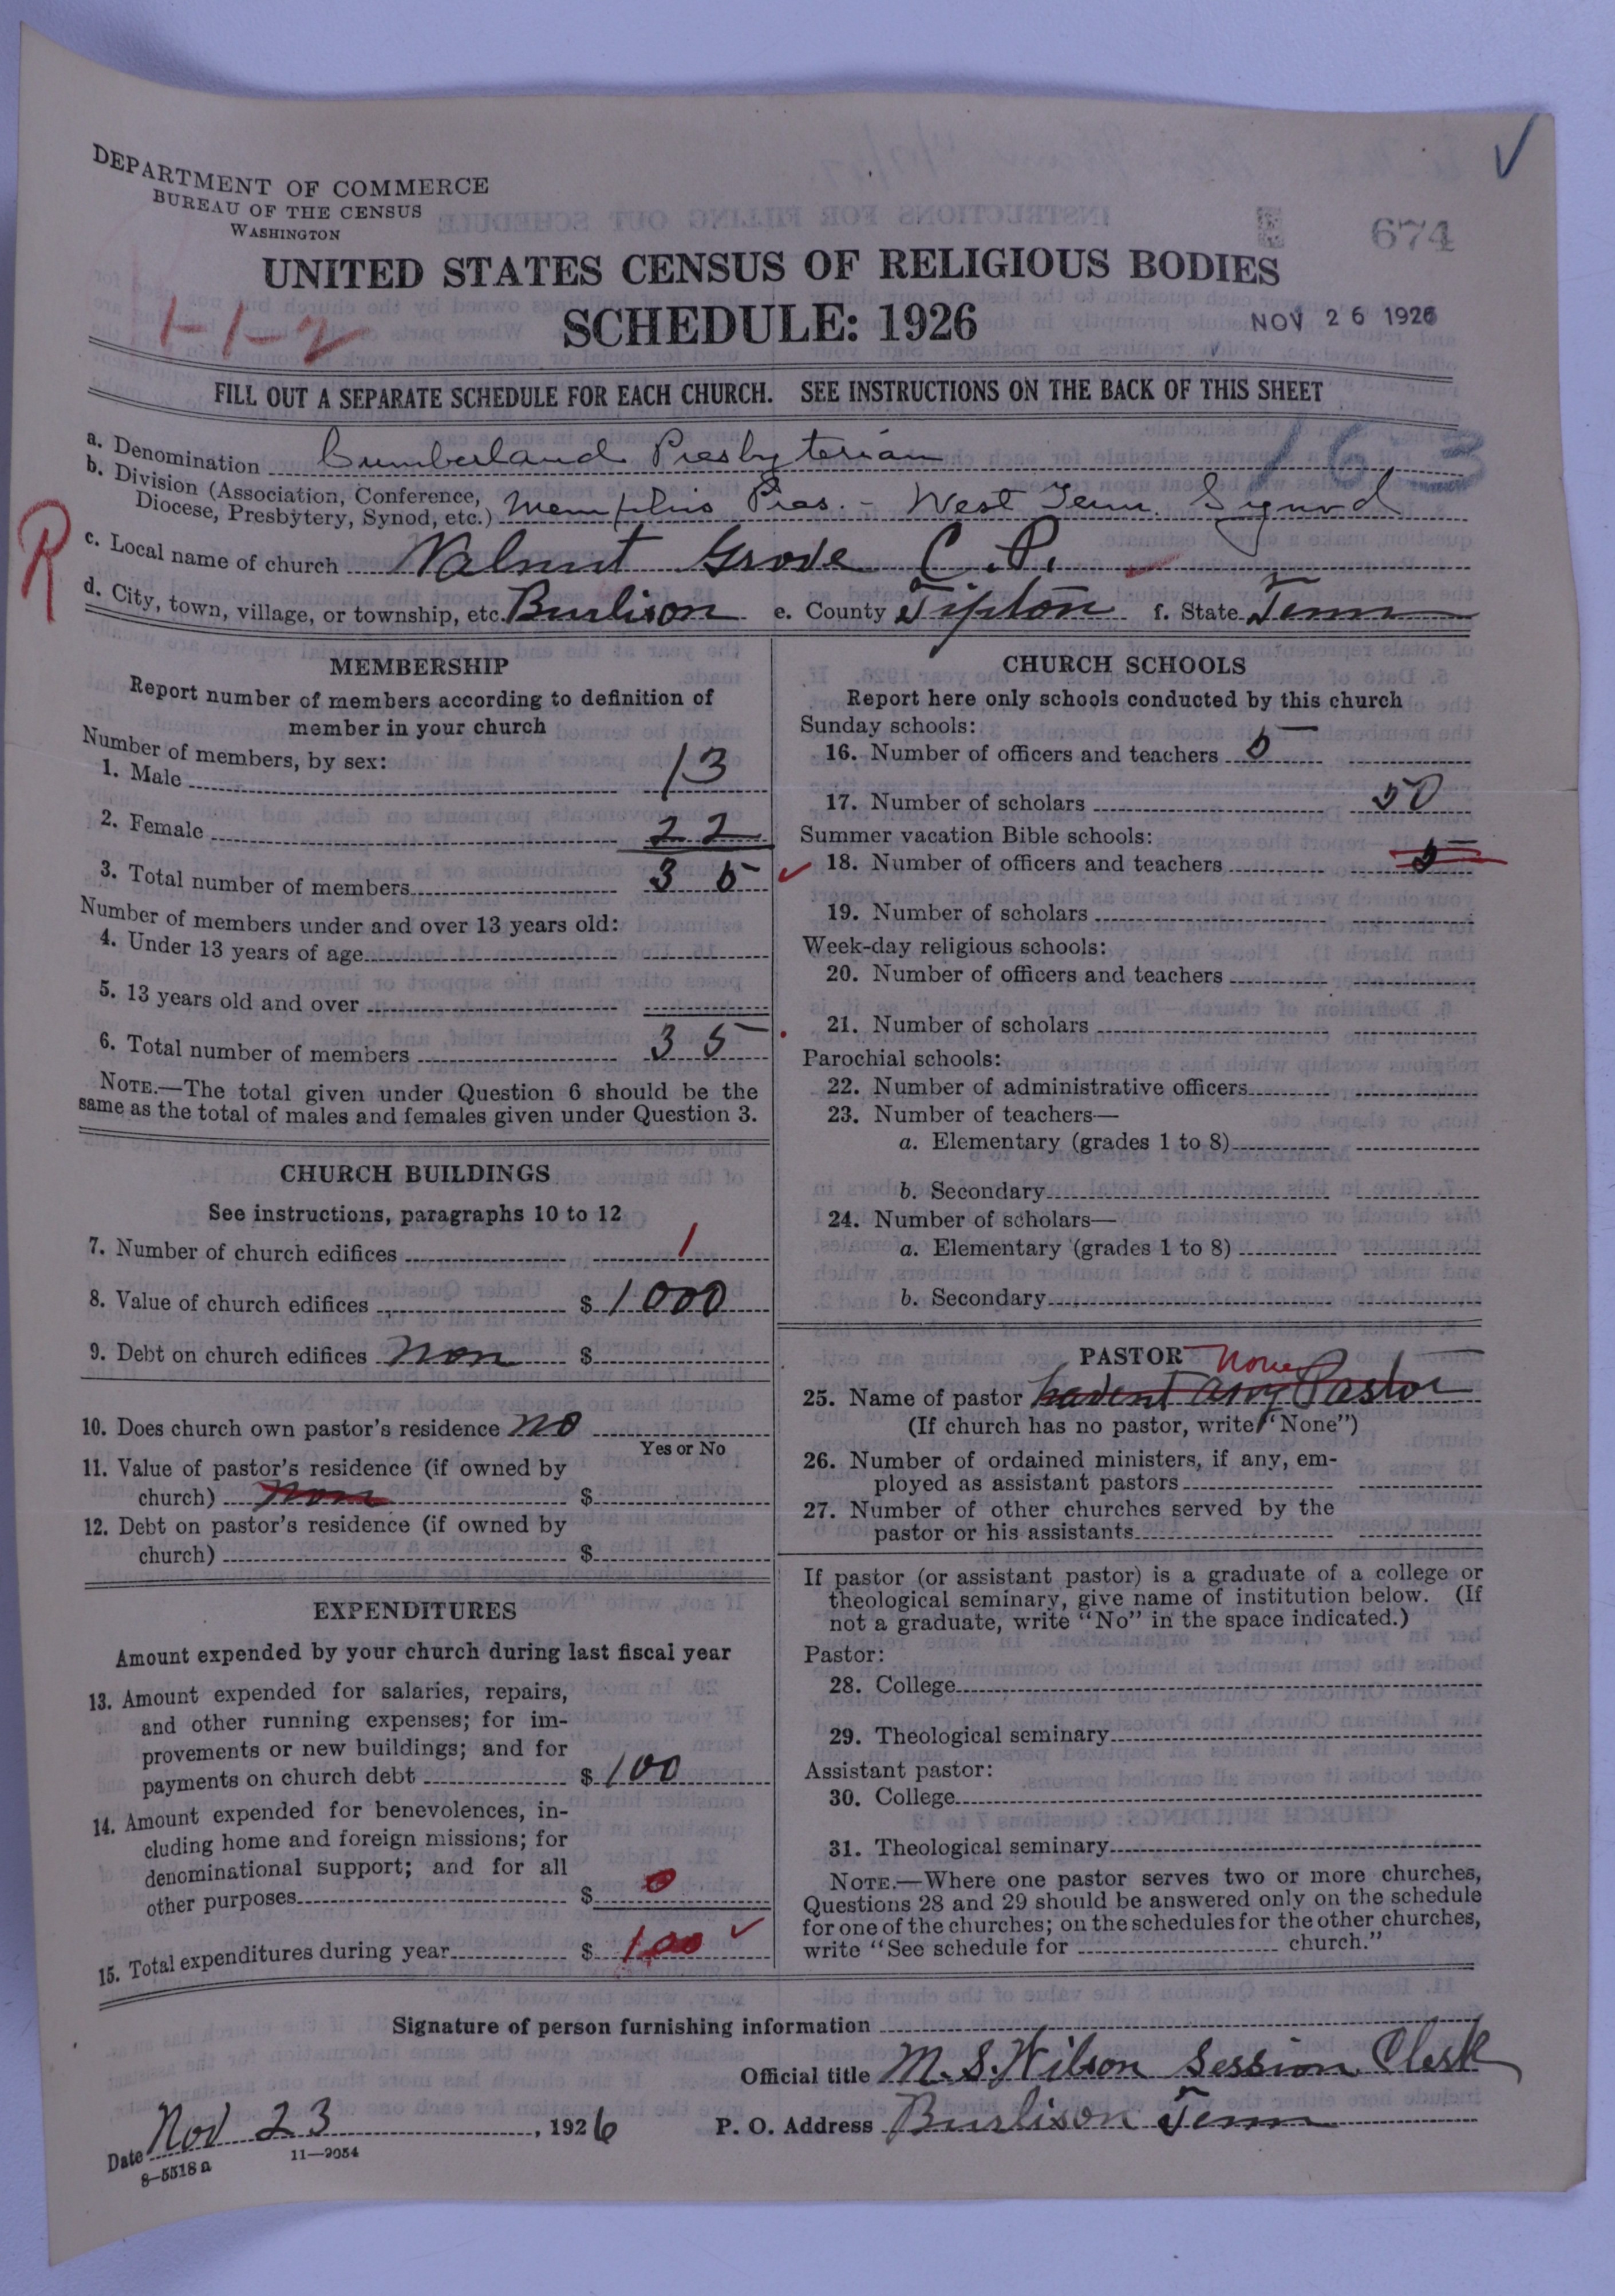 DEPARTMENT OF COMMERCE
BUREAU OF THE CENSUS
WASHINGTON
674
UNITED STATES CENSUS OF RELIGIOUS BODIES
SCHEDULE: 1926
NOV 26 1926
1-1-2
FILL OUT A SEPARATE SCHEDULE FOR EACH CHURCH. SEE INSTRUCTIONS ON THE BACK OF THIS SHEET
163
a. Denomination Cumberland Presbyterian
b. Division (Association, Conference,
Diocese, Presbytery, Synod, etc.) Memphis Pres. - West Tenn. Synod
R
c. Local name of church Walnut Grove C. P.
d. City, town, village, or township, etc. Burlison e. County Tipton f. State Tenn
MEMBERSHIP
Report number of members according to definition of
member in your church
Number of members, by sex:
1. Male 13
2. Female 22
3. Total number of members 35
Number of members under and over 13 years old:
4. Under 13 years of age
5. 13 years old and over
6. Total number of members 35
NOTE.—The total given under Question 6 should be the
same as the total of males and females given under Question 3.
CHURCH BUILDINGS
See instructions, paragraphs 10 to 12
7. Number of church edifices 1
8. Value of church edifices $ 1000
9. Debt on church edifices non $
10. Does church own pastor's residence no
Yes or No
11. Value of pastor's residence (if owned by
church) non $
12. Debt on pastor's residence (if owned by
church) $
EXPENDITURES
Amount expended by your church during last fiscal year
13. Amount expended for salaries, repairs,
and other running expenses; for im-
provements or new buildings; and for
payments on church debt $ 100
14. Amount expended for benevolences, in-
cluding home and foreign missions; for
denominational support; and for all
other purposes $ 0
15. Total expenditures during year $ 100
CHURCH SCHOOLS
Report here only schools conducted by this church
Sunday schools:
16. Number of officers and teachers 5
17. Number of scholars 50
Summer vacation Bible schools:
18. Number of officers and teachers 5
19. Number of scholars
Week-day religious schools:
20. Number of officers and teachers
21. Number of scholars
Parochial schools:
22. Number of administrative officers
23. Number of teachers—
a. Elementary (grades 1 to 8)
b. Secondary
24. Number of scholars—
a. Elementary (grades 1 to 8)
b. Secondary
PASTOR
None
25. Name of pastor havent any Pastor
(If church has no pastor, write "None")
26. Number of ordained ministers, if any, em-
ployed as assistant pastors
27. Number of other churches served by the
pastor or his assistants
If pastor (or assistant pastor) is a graduate of a college or
theological seminary, give name of institution below. (If
not a graduate, write "No" in the space indicated.)
Pastor:
28. College
29. Theological seminary
Assistant pastor:
30. College
31. Theological seminary
NOTE.—Where one pastor serves two or more churches,
Questions 28 and 29 should be answered only on the schedule
for one of the churches; on the schedules for the other churches,
write "See schedule for church."
Signature of person furnishing information
Official title M. S. Wilson Session Clerk
Date Nov 23, 1926 P. O. Address Burlison Tenn
8-5518 a 11-9054